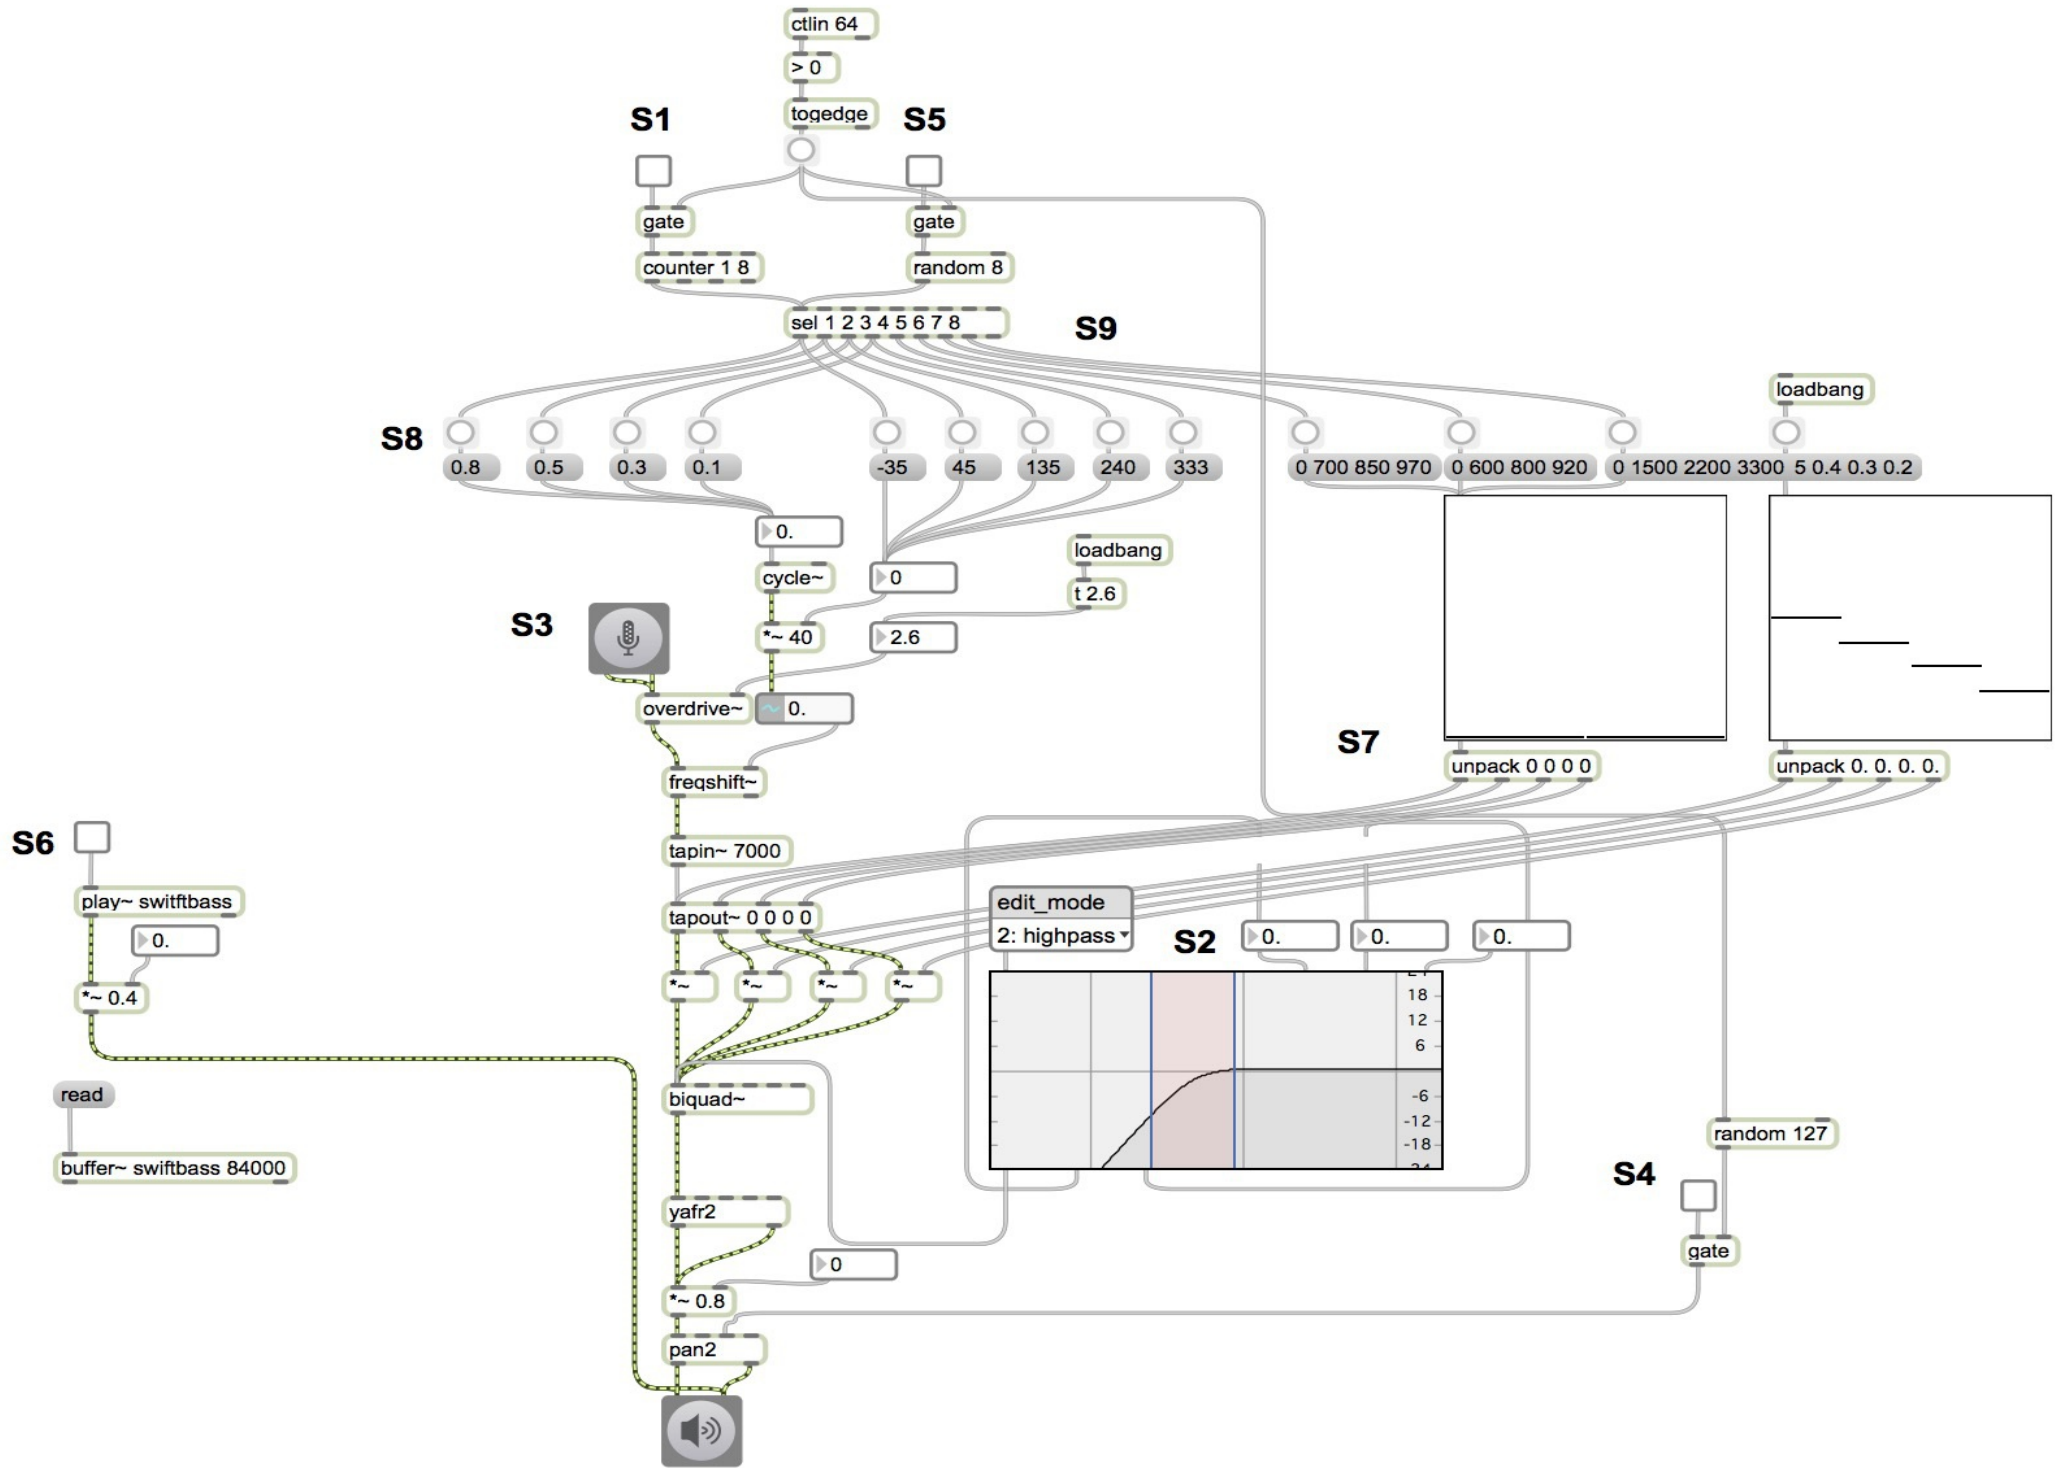 ctlin 64
> 0
togedge
S1
S5
gate
gate
counter 1 8
random 8
sel 1 2 3 4 5 6 7 8
S9
loadbang
S8
0.8
0.5
0.3
0.1
-35
45
135
240
333
0 700 850 970
0 600 800 920
0 1500 2200 3300
5 0.4 0.3 0.2
0.
cycle~
0
loadbang
t 2.6
S3
*~ 40
2.6
overdrive~
~ 0.
S7
unpack 0 0 0 0
unpack 0. 0. 0. 0.
freqshift~
S6
tapin~ 7000
play~ swiftbass
edit_mode
tapout~ 0 0 0 0
2: highpass
S2
0.
0.
0.
0.
*~ 0.4
*~
*~
*~
*~
18
12
6
-6
-12
-18
read
biquad~
random 127
buffer~ swiftbass 84000
S4
yafr2
gate
0
*~ 0.8
pan2